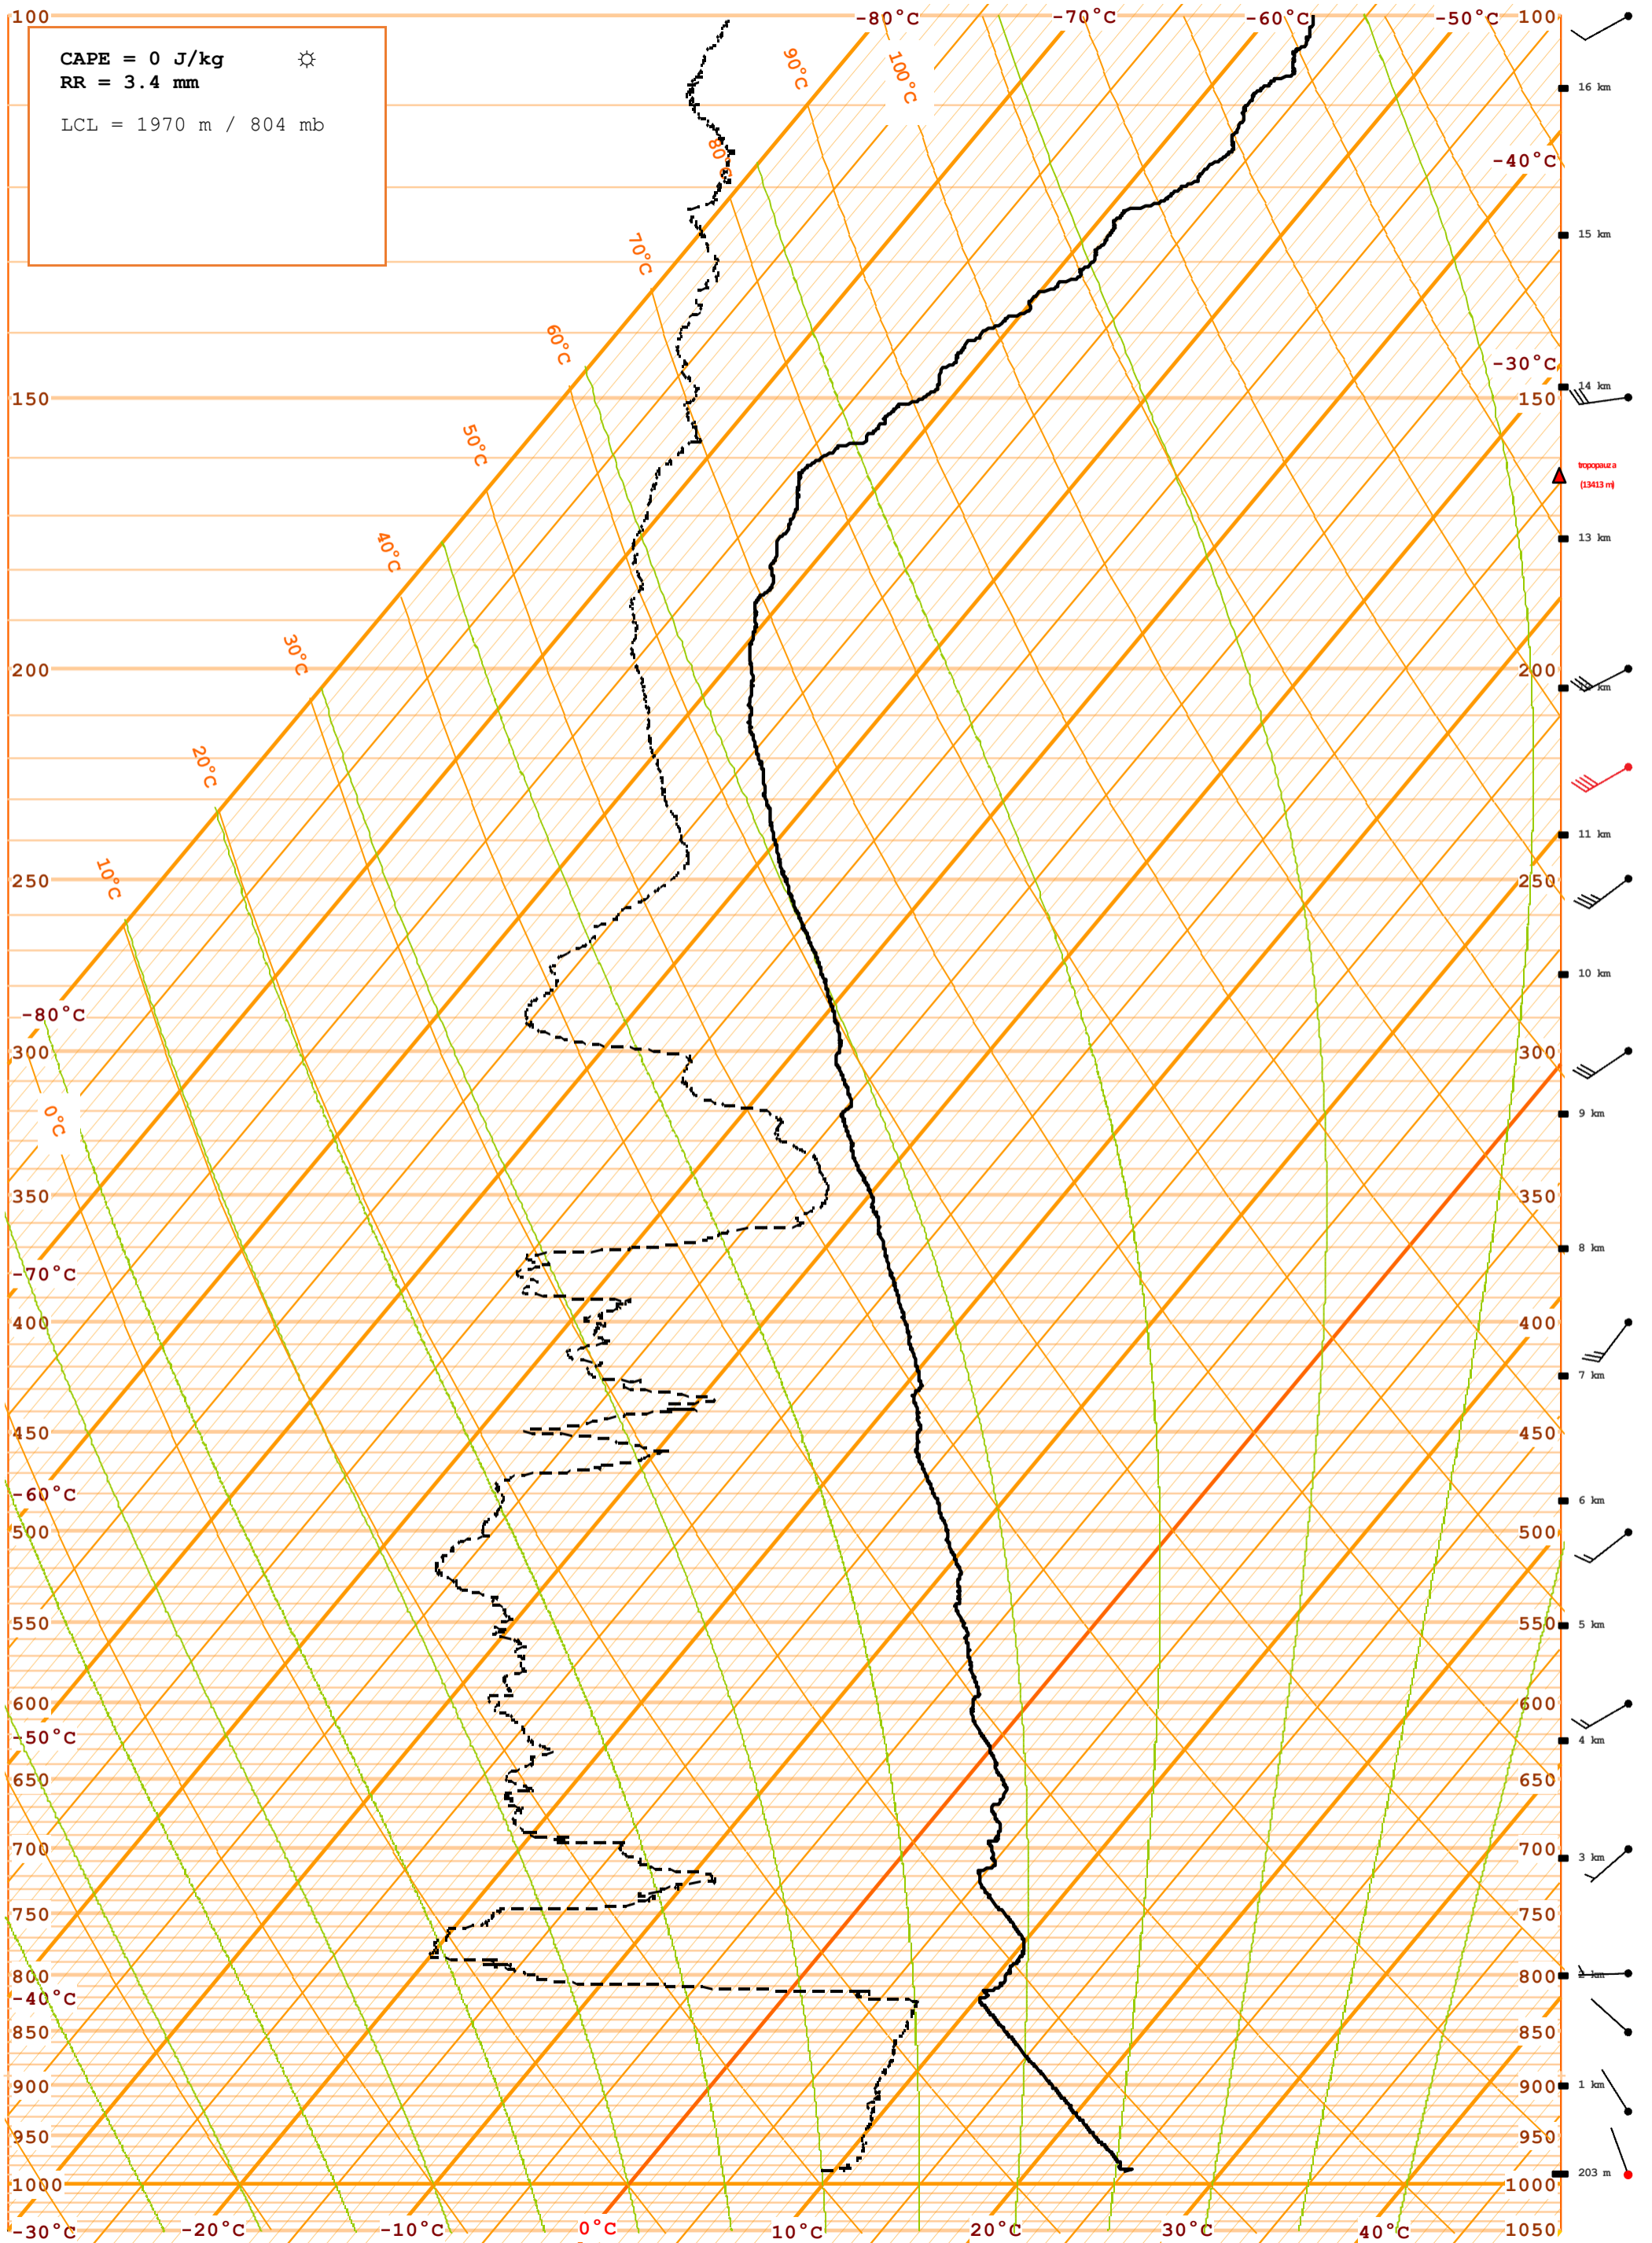 100 -80°C -70°C -60°C -50°C 100
CAPE = 0 J/kg ☼
RR = 3.4 mm
LCL = 1970 m / 804 mb
90°C 100°C
16 km
80°C
-40°C
70°C
15 km
60°C
-30°C
14 km
150 150
50°C
tropopauza
(13413 m)
40°C
13 km
30°C
200 200
km
20°C
11 km
10°C
250 250
10 km
-80°C
300 300
0°C
9 km
350 350
8 km
-70°C
400 400
7 km
450 450
-60°C
6 km
500 500
550 550
5 km
600 600
-50°C
4 km
650 650
700 700
3 km
750 750
800 800
2 km
-40°C
850 850
900 900
1 km
950 950
203 m
1000 1000
-30°C -20°C -10°C 0°C 10°C 20°C 30°C 40°C 1050